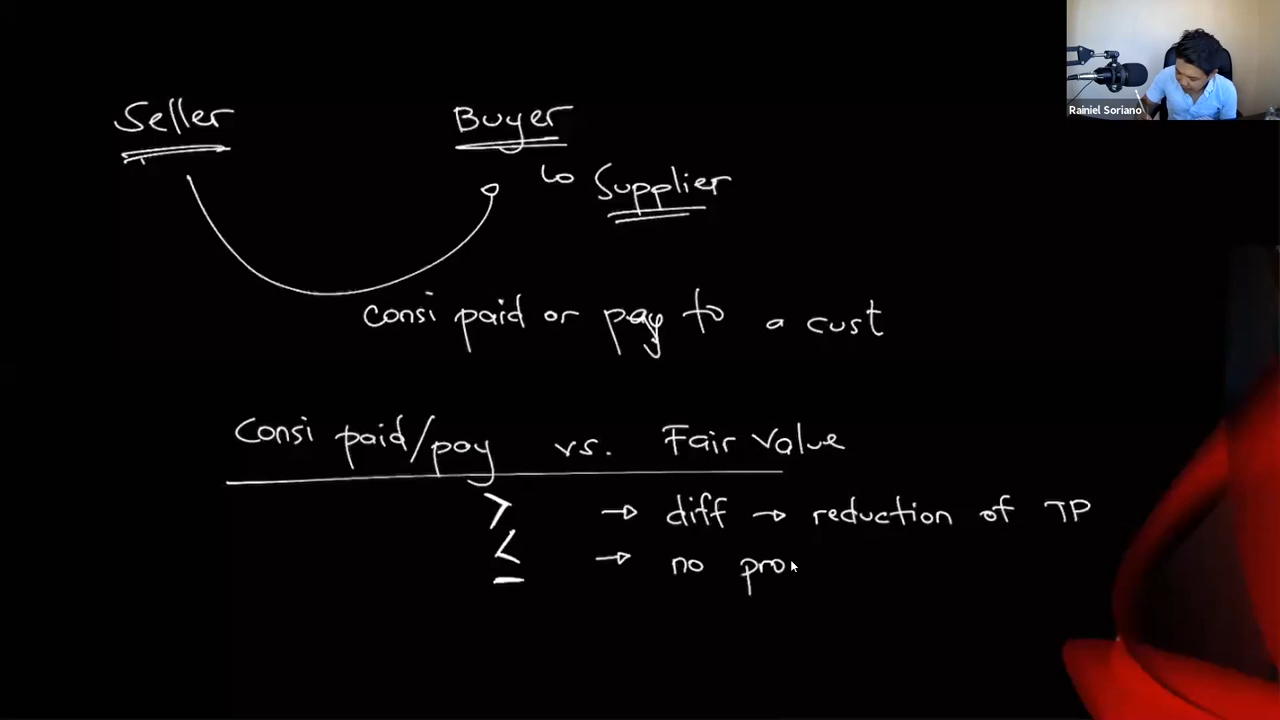 Rainiel Soriano
Seller Buyer
↳ Supplier
Consi paid or pay to a cust
Consi paid/pay vs. Fair Value
> → diff → reduction of TP
≤ → no pro